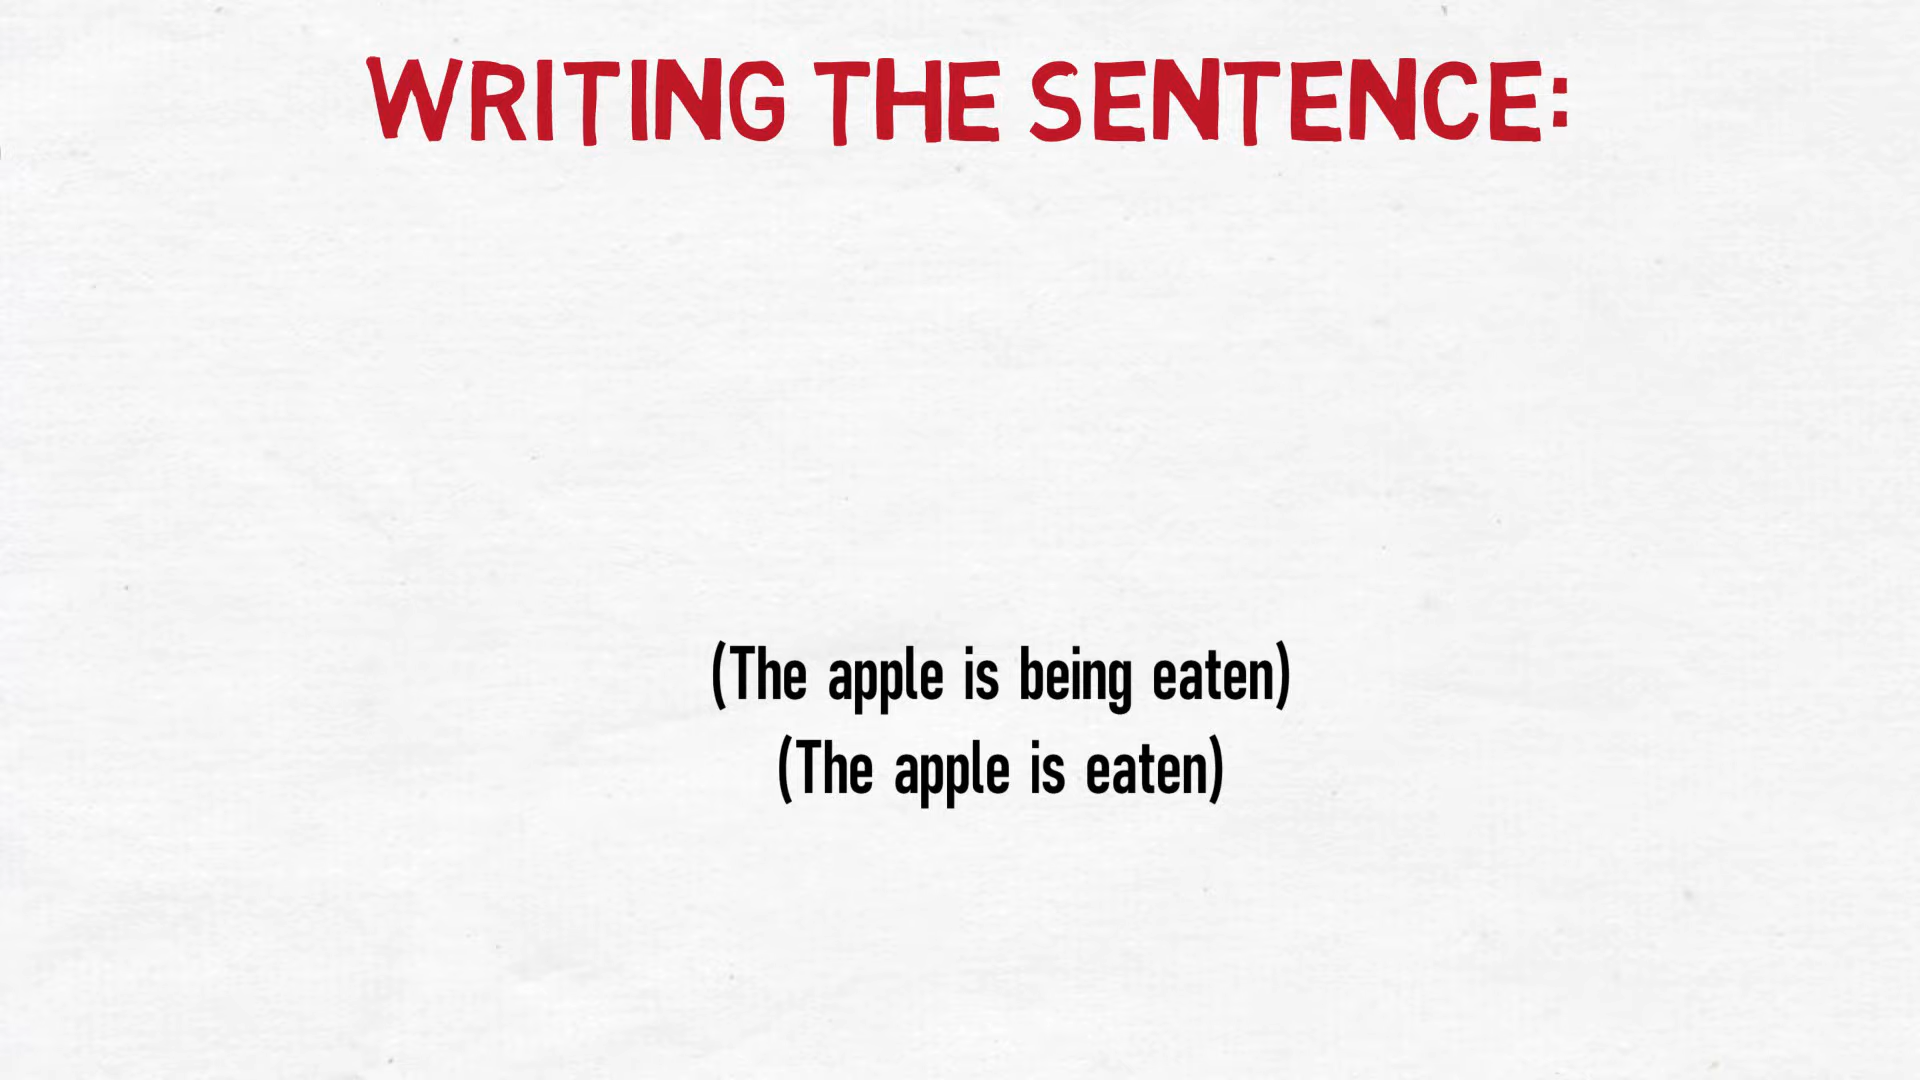 WRITING THE SENTENCE:
(The apple is being eaten)
(The apple is eaten)